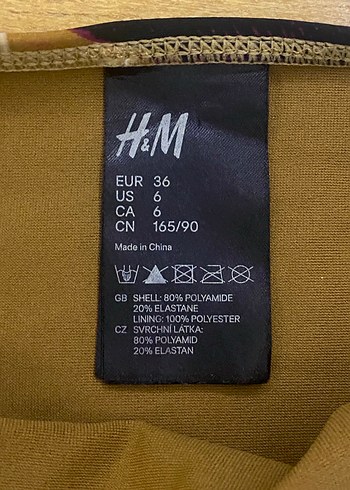 H&M
EUR 36
US 6
CA 6
CN 165/90
Made in China
GB SHELL: 80% POLYAMIDE
20% ELASTANE
LINING: 100% POLYESTER
CZ SVRCHNÍ LÁTKA:
80% POLYAMID
20% ELASTAN